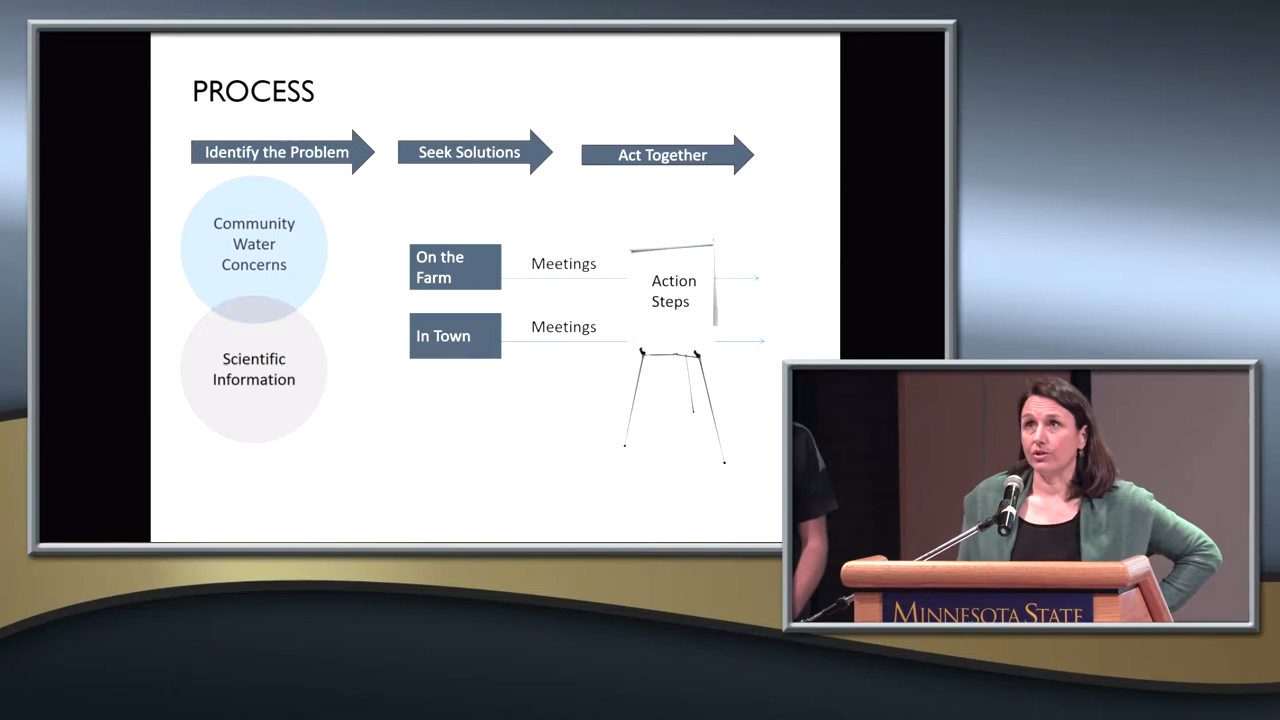 PROCESS
Identify the Problem
Seek Solutions
Act Together
Community
Water
Concerns
Scientific
Information
On the
Farm
Meetings
In Town
Meetings
Action
Steps
MINNESOTA STATE